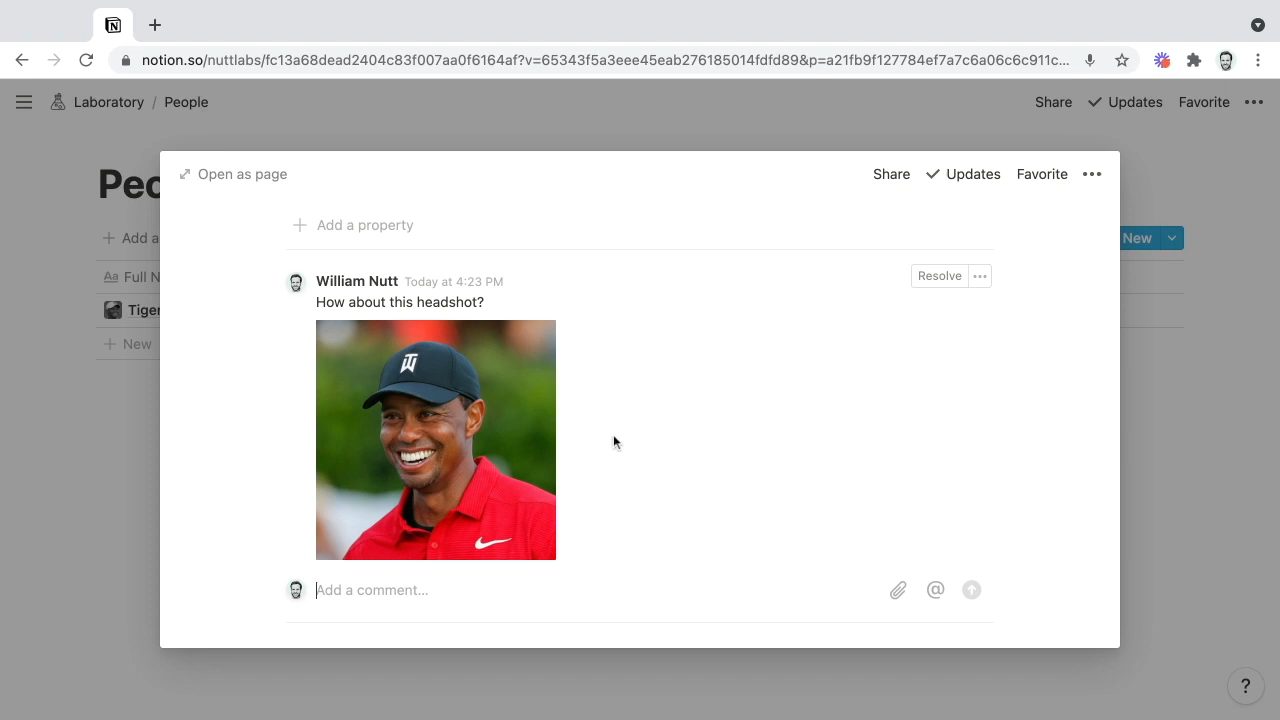 notion.so/nuttlabs/fc13a68dead2404c83f007aa0f6164af?v=65343f5a3eee45eab276185014fdfd89&p=a21fb9f127784ef7a7c6a06c6c911c...
Laboratory / People
Share Updates Favorite
Peo
Open as page
Share Updates Favorite
Add a property
Add a
New
Aa Full N
William Nutt Today at 4:23 PM
Resolve
How about this headshot?
Tiger
New
TW
Add a comment...
@
?